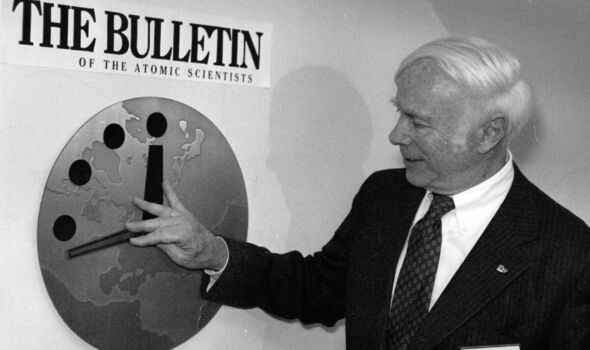 THE BULLETIN
OF THE ATOMIC SCIENTISTS